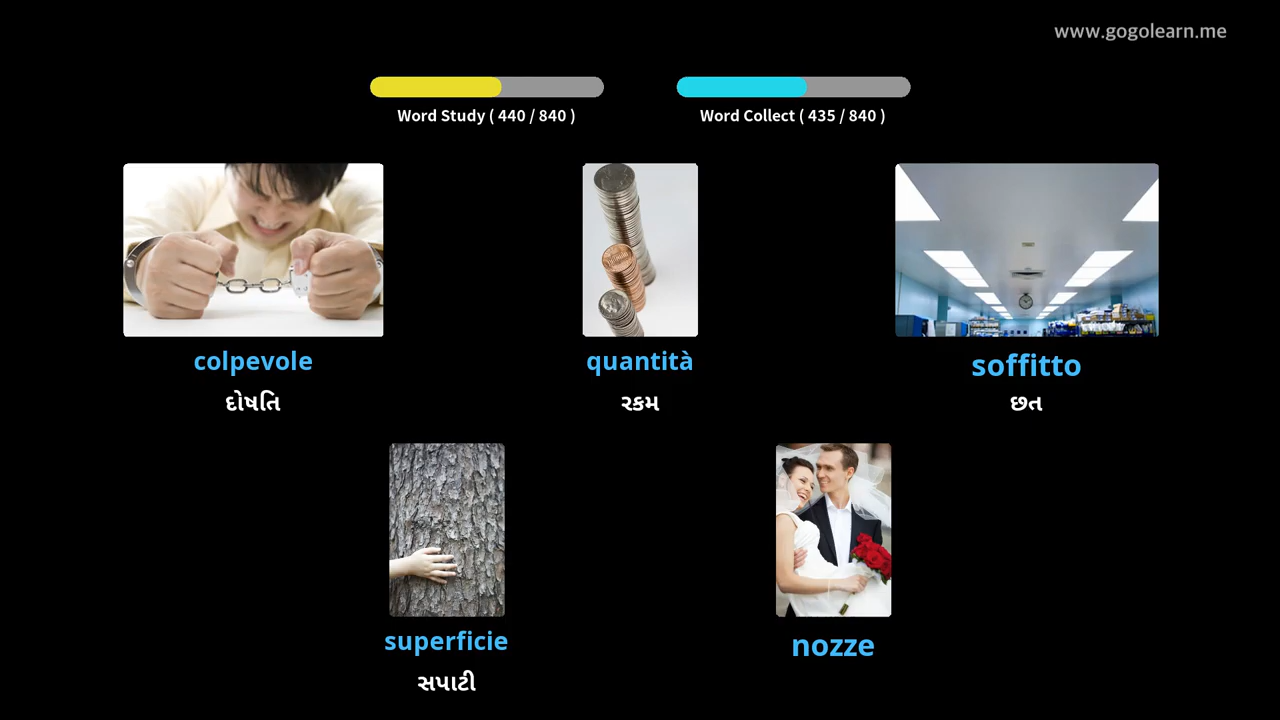 www.gogolearn.me
Word Study ( 440 / 840 )
Word Collect ( 435 / 840 )
colpevole
દોષતિ
quantità
રકમ
soffitto
છત
superficie
સપાટી
nozze